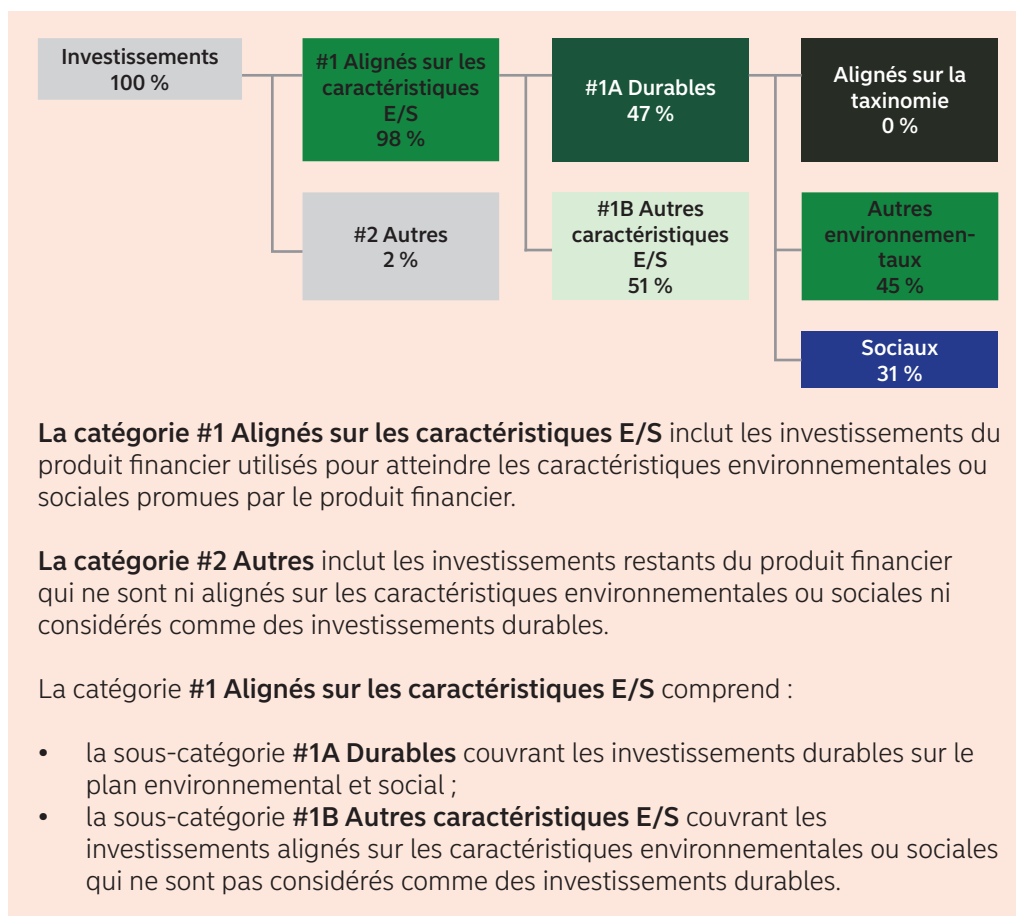 Investissements
100 %
#1 Alignés sur les
caractéristiques
E/S
98 %
#2 Autres
2 %
#1A Durables
47 %
#1B Autres
caractéristiques
E/S
51 %
Alignés sur la
taxinomie
0 %
Autres
environnemen-
taux
45 %
Sociaux
31 %
La catégorie #1 Alignés sur les caractéristiques E/S inclut les investissements du
produit financier utilisés pour atteindre les caractéristiques environnementales ou
sociales promues par le produit financier.
La catégorie #2 Autres inclut les investissements restants du produit financier
qui ne sont ni alignés sur les caractéristiques environnementales ou sociales ni
considérés comme des investissements durables.
La catégorie #1 Alignés sur les caractéristiques E/S comprend :
• la sous-catégorie #1A Durables couvrant les investissements durables sur le
plan environnemental et social ;
• la sous-catégorie #1B Autres caractéristiques E/S couvrant les
investissements alignés sur les caractéristiques environnementales ou sociales
qui ne sont pas considérés comme des investissements durables.